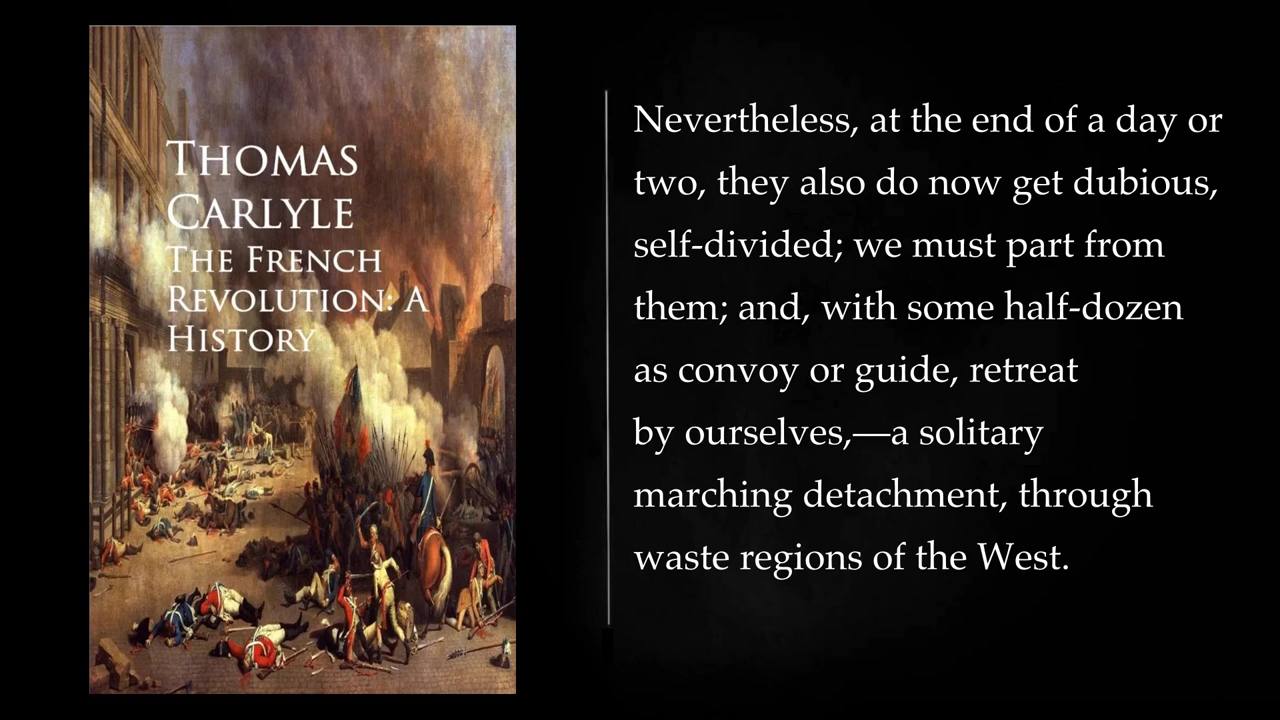 THOMAS
CARLYLE
THE FRENCH
REVOLUTION: A
HISTORY
Nevertheless, at the end of a day or
two, they also do now get dubious,
self-divided; we must part from
them; and, with some half-dozen
as convoy or guide, retreat
by ourselves,—a solitary
marching detachment, through
waste regions of the West.